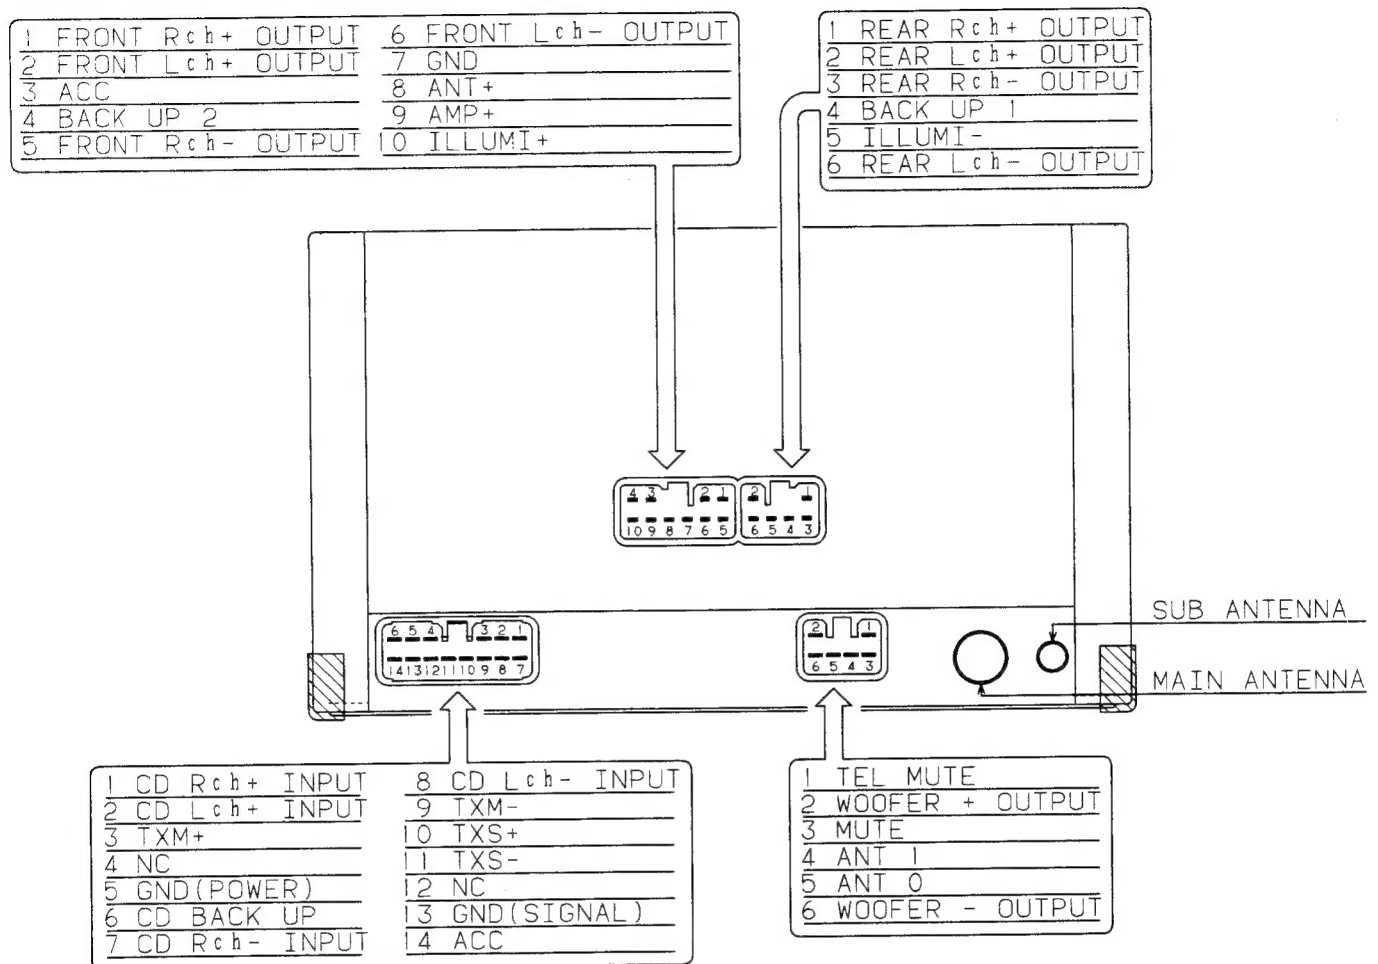 1 FRONT Rch+ OUTPUT
2 FRONT Lch+ OUTPUT
3 ACC
4 BACK UP 2
5 FRONT Rch- OUTPUT
6 FRONT Lch- OUTPUT
7 GND
8 ANT+
9 AMP+
10 ILLUMI+
1 REAR Rch+ OUTPUT
2 REAR Lch+ OUTPUT
3 REAR Rch- OUTPUT
4 BACK UP 1
5 ILLUMI-
6 REAR Lch- OUTPUT
4 3 2 1
10 9 8 7 6 5
2 1
6 5 4 3
6 5 4 3 2 1
14 13 12 11 10 9 8 7
2 1
6 5 4 3
SUB ANTENNA
MAIN ANTENNA
1 CD Rch+ INPUT
2 CD Lch+ INPUT
3 TXM+
4 NC
5 GND(POWER)
6 CD BACK UP
7 CD Rch- INPUT
8 CD Lch- INPUT
9 TXM-
10 TXS+
11 TXS-
12 NC
13 GND(SIGNAL)
14 ACC
1 TEL MUTE
2 WOOFER + OUTPUT
3 MUTE
4 ANT 1
5 ANT 0
6 WOOFER - OUTPUT